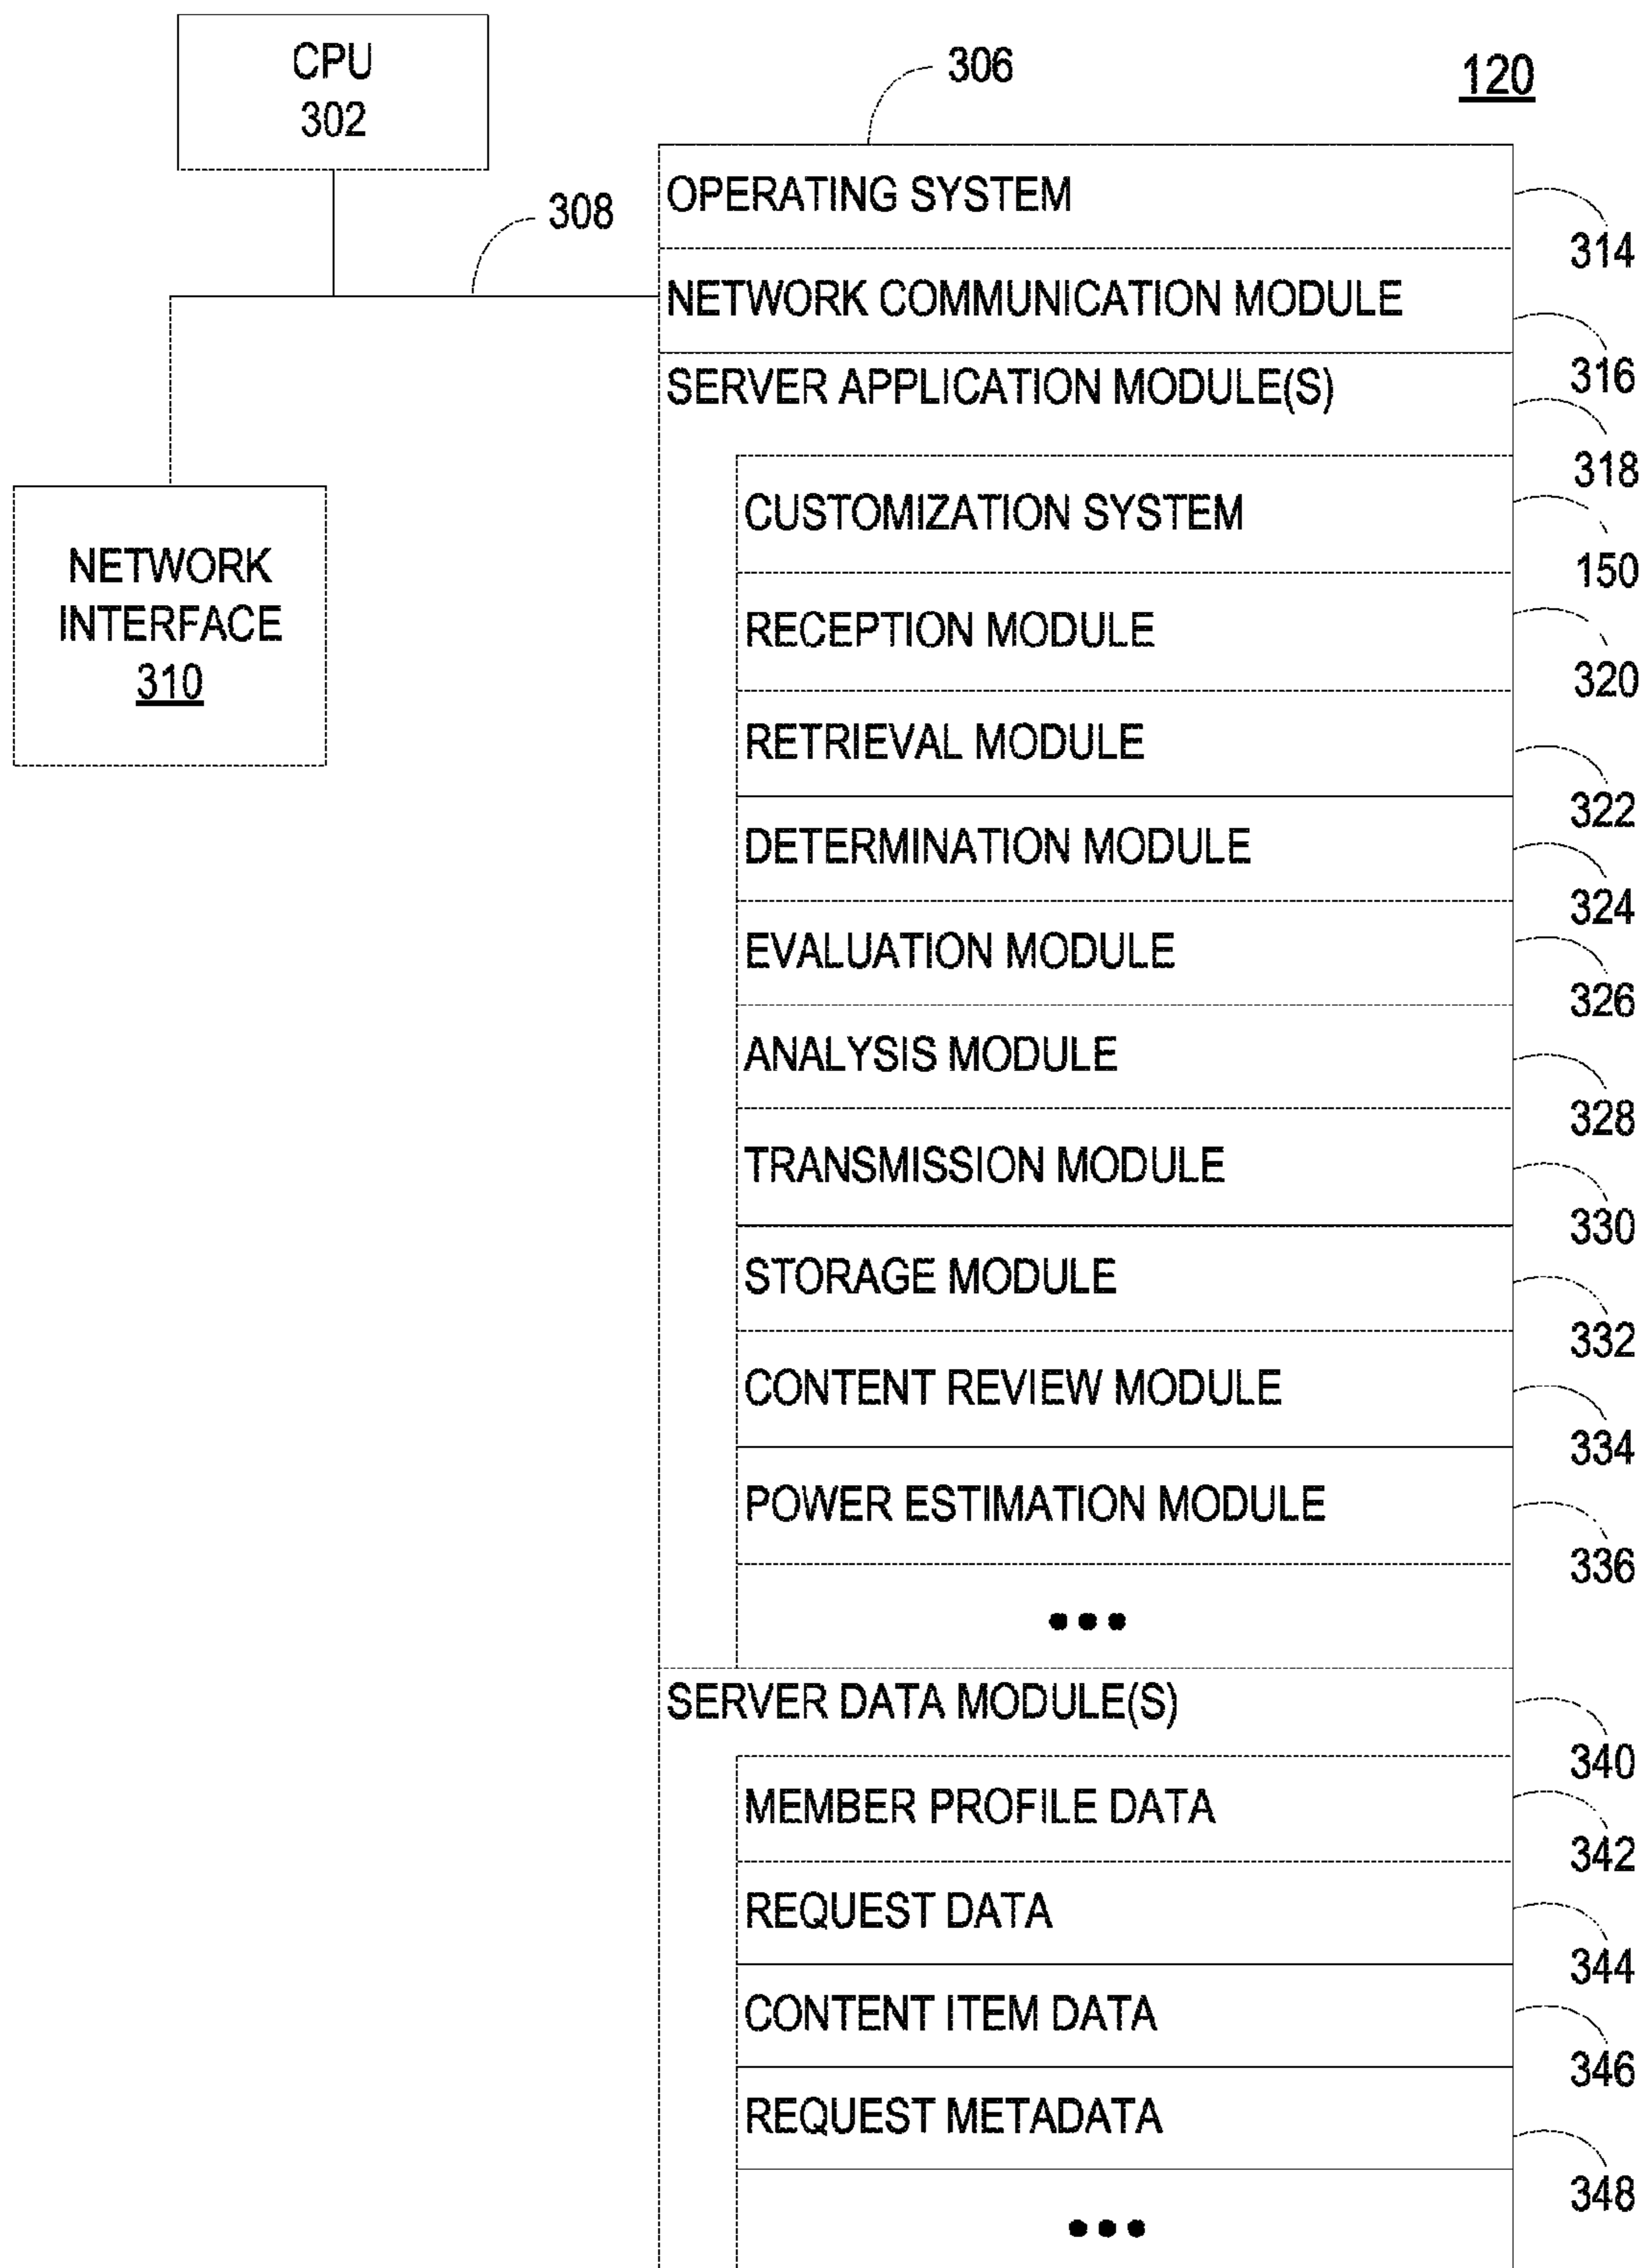 CPU
302
306
120
308
OPERATING SYSTEM
314
NETWORK COMMUNICATION MODULE
316
SERVER APPLICATION MODULE(S)
318
CUSTOMIZATION SYSTEM
150
NETWORK
INTERFACE
310
RECEPTION MODULE
320
RETRIEVAL MODULE
322
DETERMINATION MODULE
324
EVALUATION MODULE
326
ANALYSIS MODULE
328
TRANSMISSION MODULE
330
STORAGE MODULE
332
CONTENT REVIEW MODULE
334
POWER ESTIMATION MODULE
336
•••
SERVER DATA MODULE(S)
340
MEMBER PROFILE DATA
342
REQUEST DATA
344
CONTENT ITEM DATA
346
REQUEST METADATA
348
•••